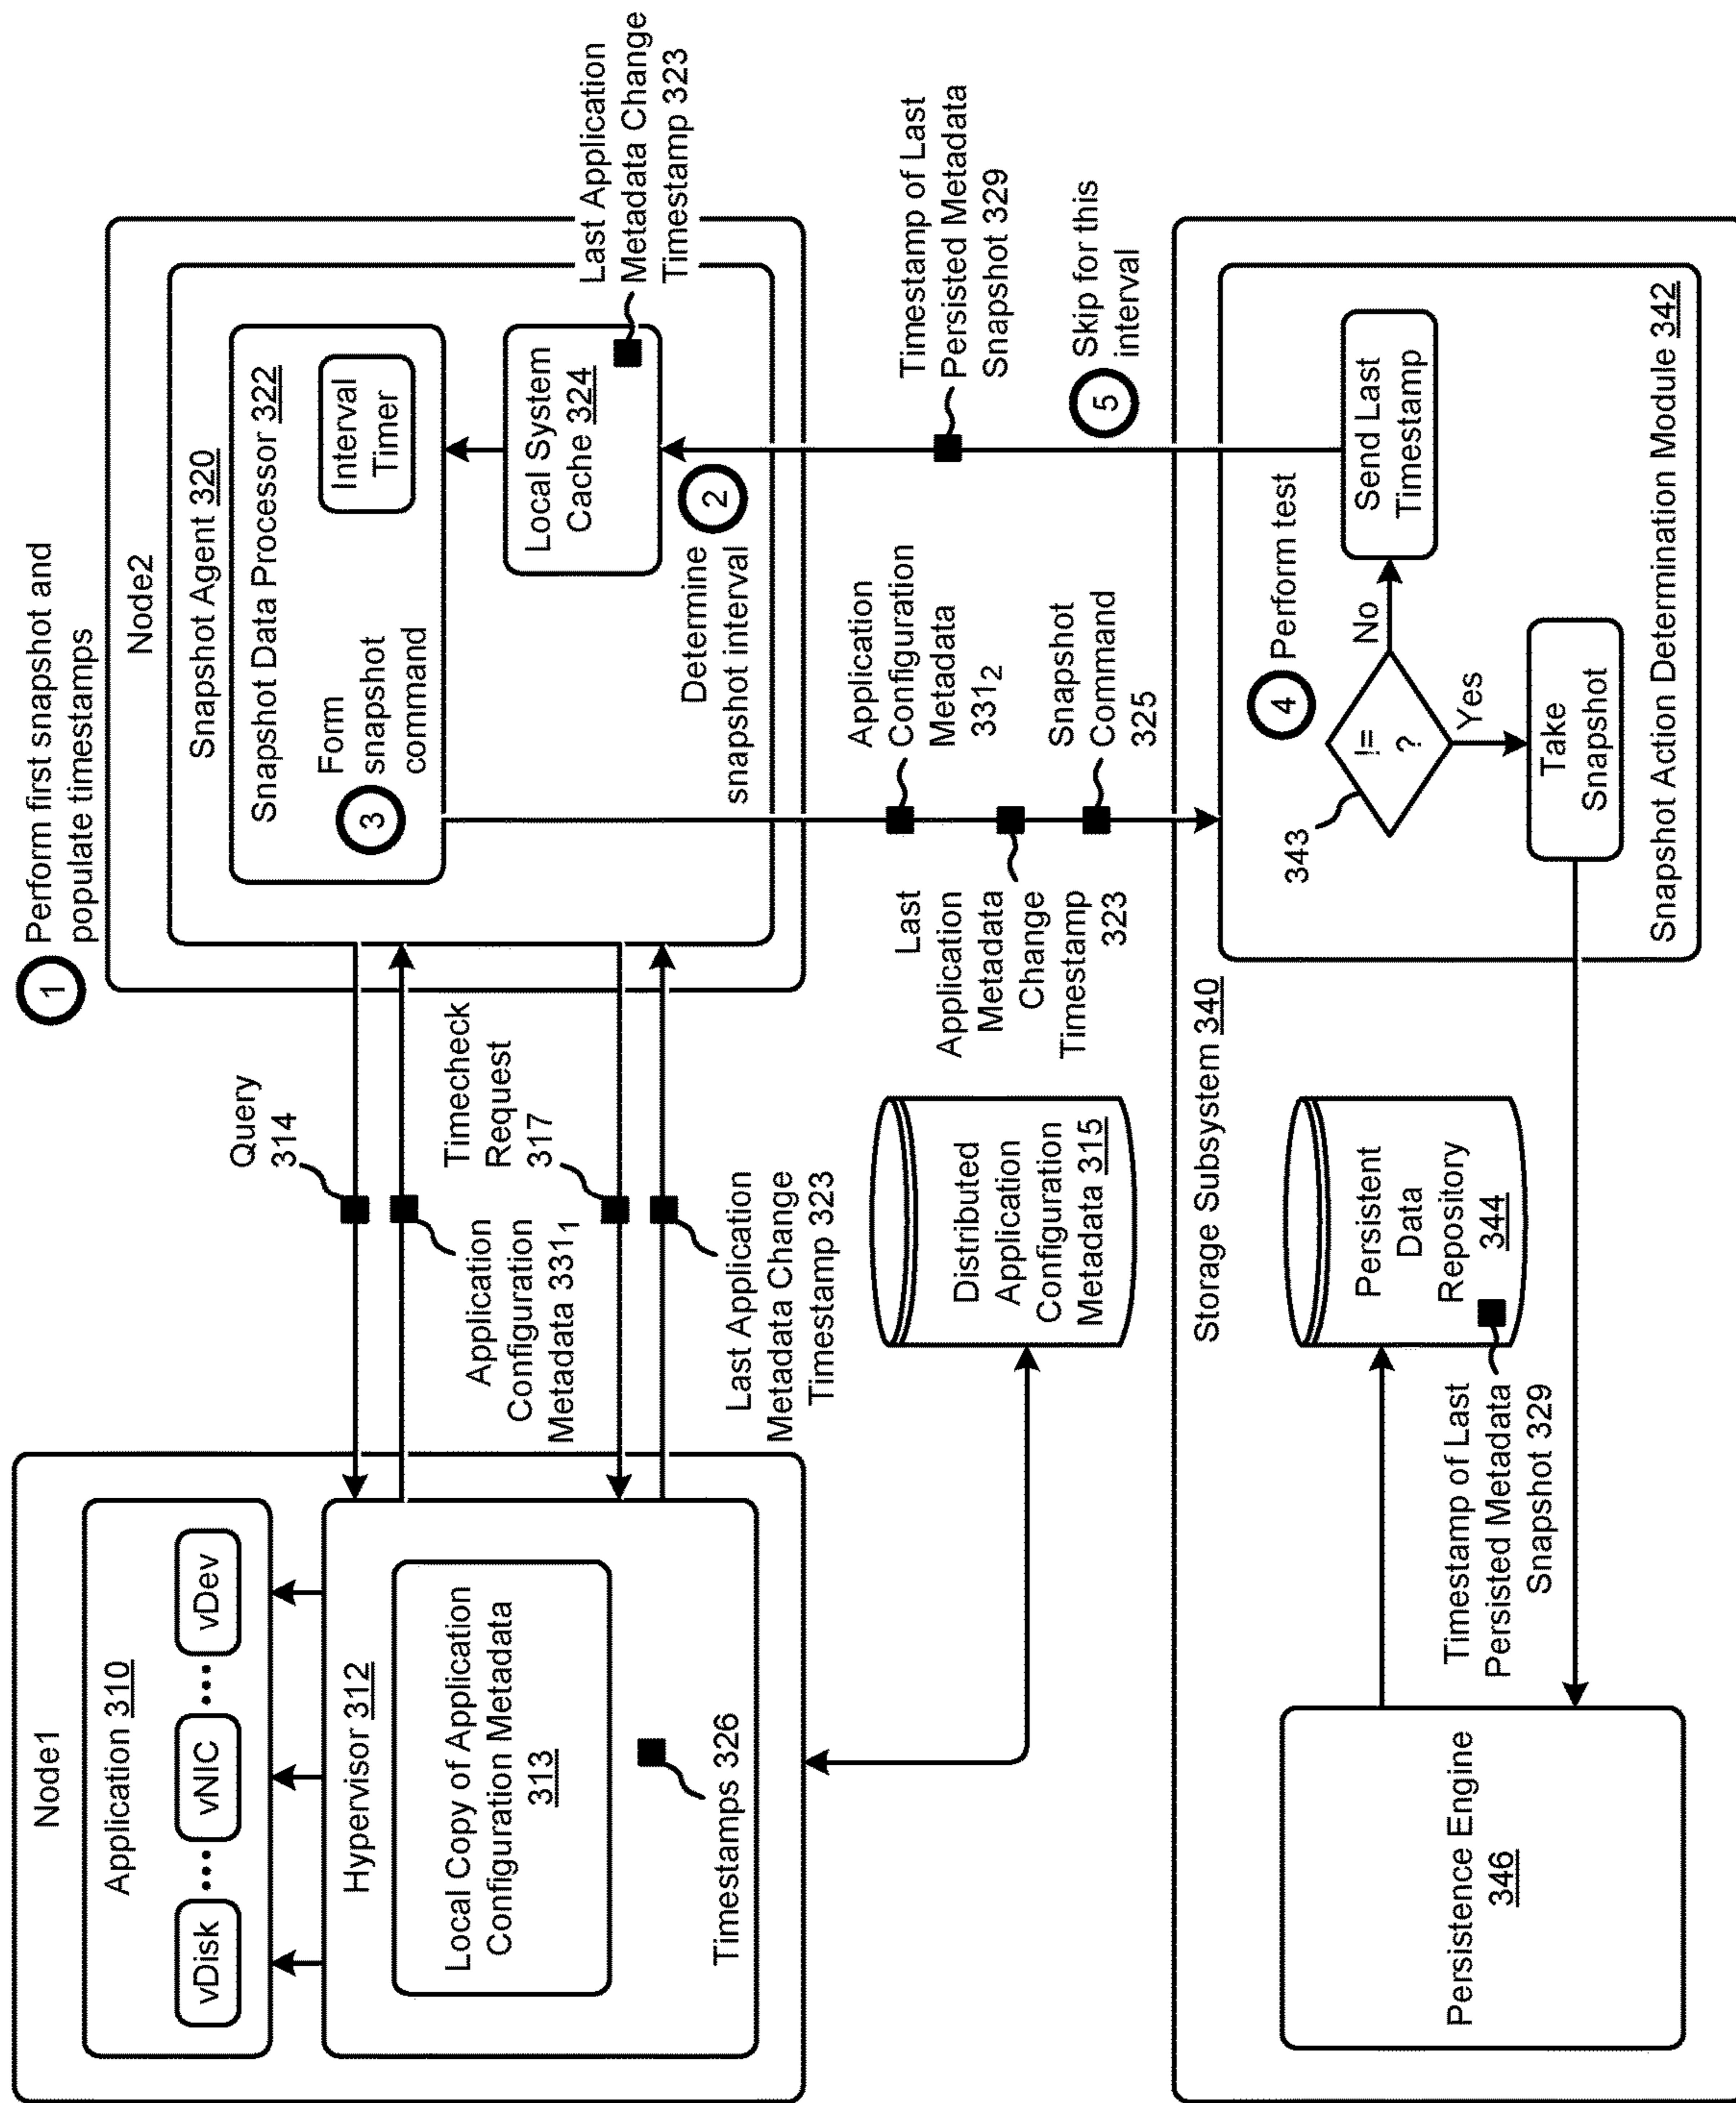 Node1
Application 310
vDisk
vNIC
vDev
Hypervisor 312
Local Copy of Application
Configuration Metadata
313
Timestamps 326
Query
314
Application
Configuration
Metadata 331₁
Timecheck
Request
317
Last Application
Metadata Change
Timestamp 323
Distributed
Application
Configuration
Metadata 315
1
Perform first snapshot and
populate timestamps
Node2
Snapshot Agent 320
Snapshot Data Processor 322
3
Form
snapshot
command
Interval
Timer
Local System
Cache 324
Last Application
Metadata Change
Timestamp 323
Determine
snapshot interval
2
Application
Configuration
Metadata
331₂
Last
Application
Metadata
Change
Timestamp
323
Snapshot
Command
325
Timestamp of Last
Persisted Metadata
Snapshot 329
5
Skip for this
interval
Storage Subsystem 340
Persistence Engine
346
Persistent
Data
Repository
344
Timestamp of Last
Persisted Metadata
Snapshot 329
343
4
Perform test
!=
?
No
Yes
Send Last
Timestamp
Take
Snapshot
Snapshot Action Determination Module 342